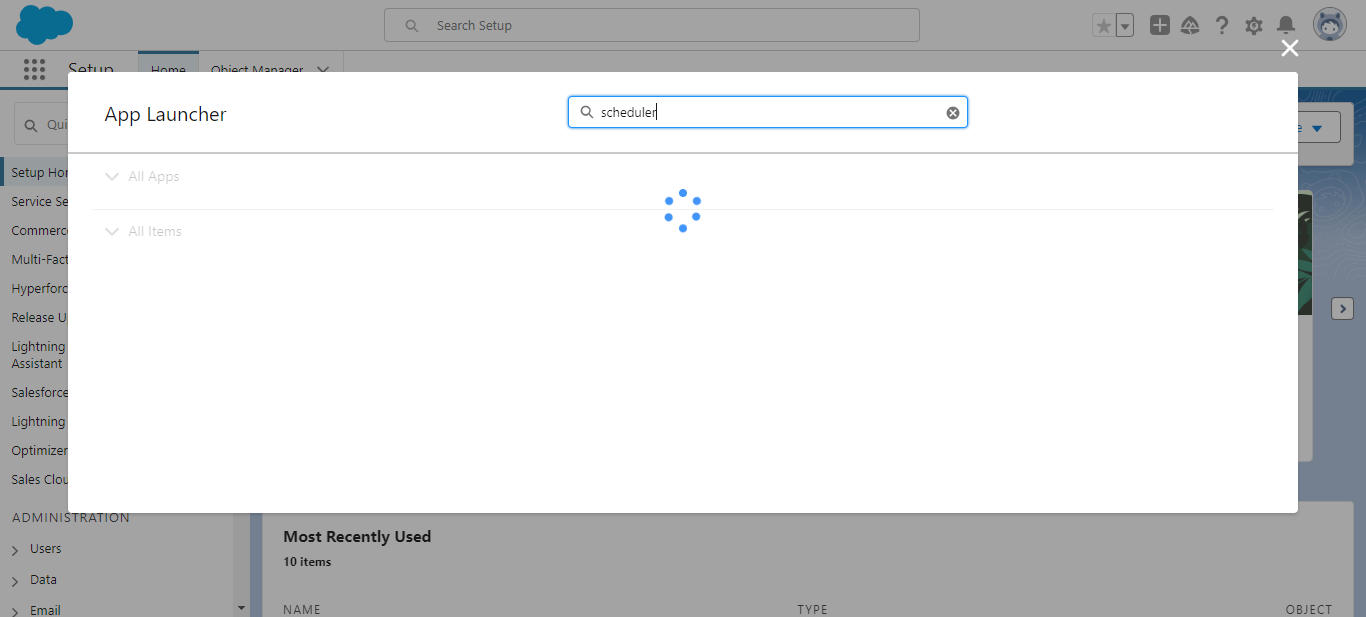 Search Setup
Setup
Home
Object Manager
App Launcher
scheduler
All Apps
All Items
Qui
Setup Hom
Service Se
Commerc
Multi-Fact
Hyperforc
Release U
Lightning
Assistant
Salesforce
Lightning
Optimizer
Sales Clou
ADMINISTRATION
Users
Data
Email
Most Recently Used
10 items
NAME
TYPE
OBJECT